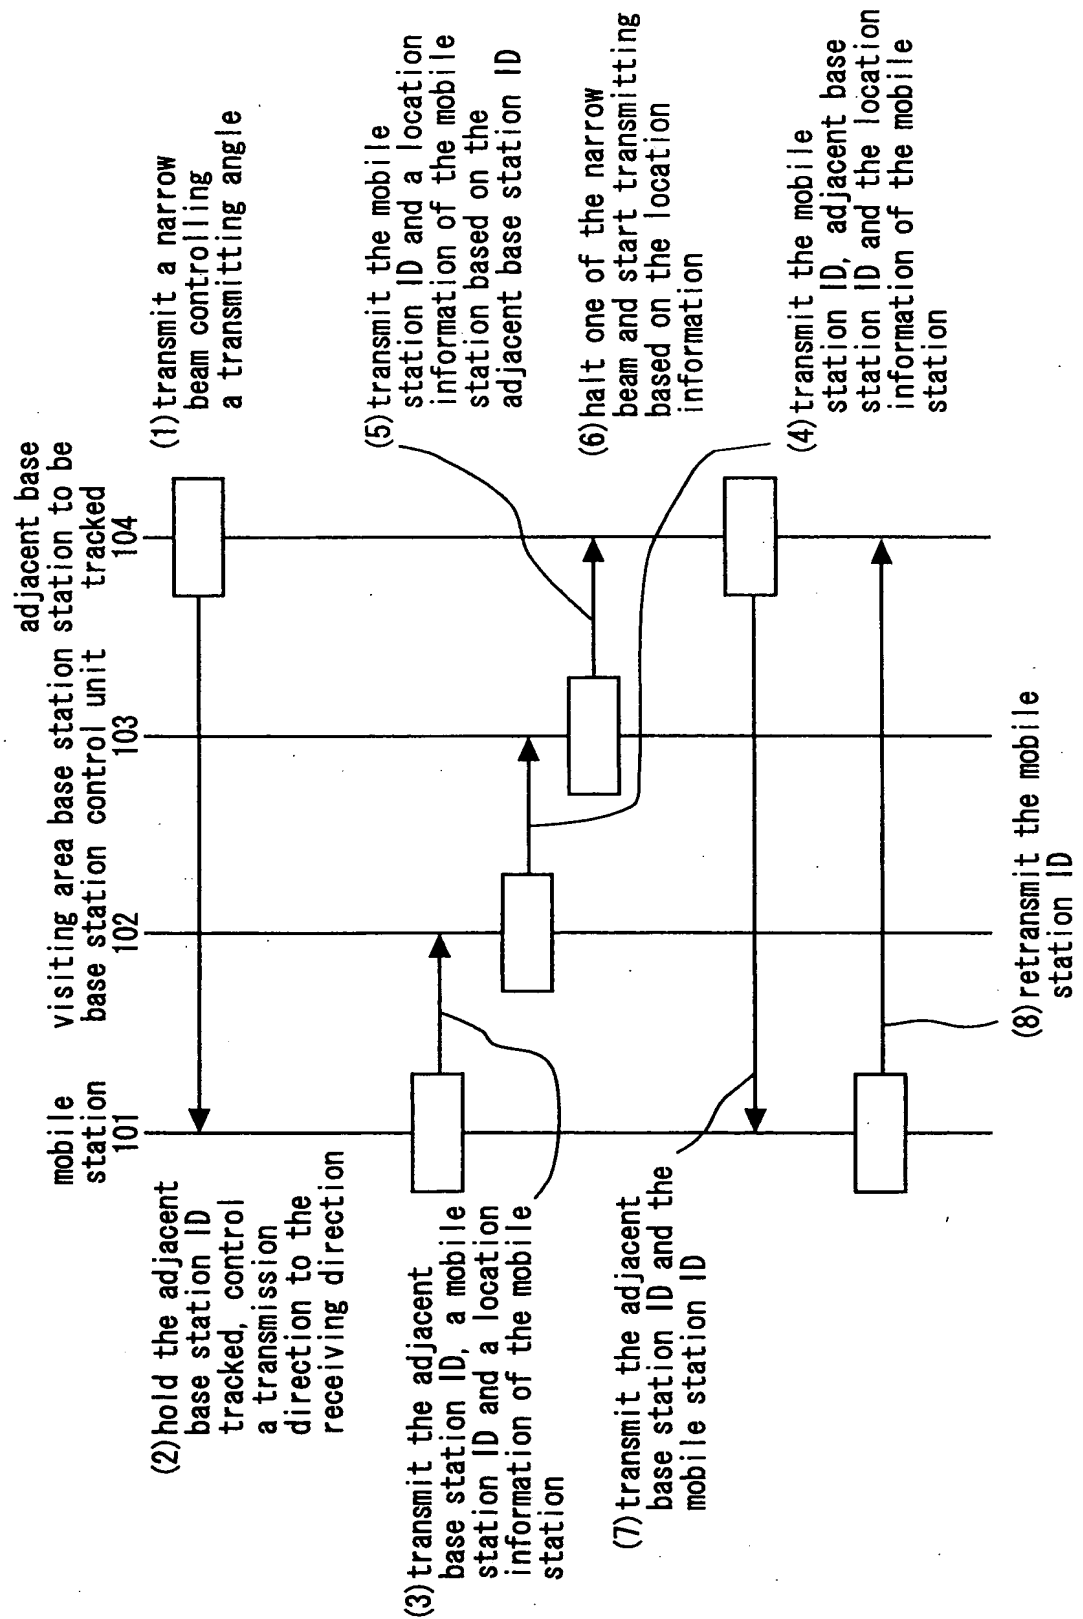 mobile
station
101
visiting area
base station
102
base station
control unit
103
adjacent base
station to be
tracked
104
(1)transmit a narrow
beam controlling
a transmitting angle
(2)hold the adjacent
base station ID
tracked, control
a transmission
direction to the
receiving direction
(3)transmit the adjacent
base station ID, a mobile
station ID and a location
information of the mobile
station
(5)transmit the mobile
station ID and a location
information of the mobile
station based on the
adjacent base station ID
(6)halt one of the narrow
beam and start transmitting
based on the location
information
(4)transmit the mobile
station ID, adjacent base
station ID and the location
information of the mobile
station
(7)transmit the adjacent
base station ID and the
mobile station ID
(8)retransmit the mobile
station ID